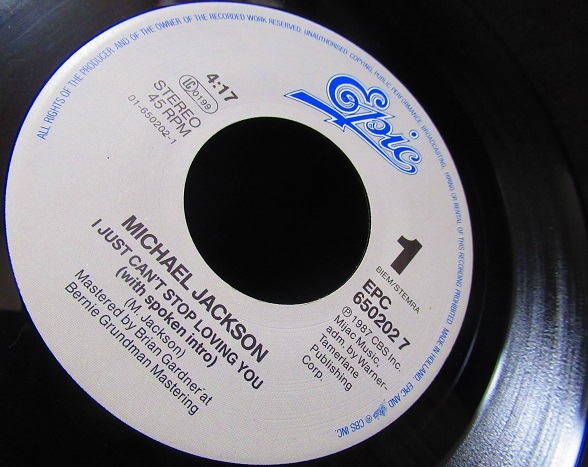 ALL RIGHTS OF THE PRODUCER AND OF THE OWNER OF THE RECORDED WORK RESERVED. UNAUTHORISED COPYING, PUBLIC PERFORMANCE, BROADCASTING, HIRING OR RENTAL OF THIS RECORDING PROHIBITED. MADE IN HOLLAND. EPIC AND ® CBS INC.
Epic
4:17
LC 0199
STEREO
45 RPM
01-650202-1
1
BIEM/STEMRA
EPC
650202 7
℗ 1987 CBS Inc.
Mijac Music,
adm. by Warner-
Tamerlane
Publishing
Corp.
MICHAEL JACKSON
I JUST CAN'T STOP LOVING YOU
(with spoken intro)
(M. Jackson)
Mastered by Brian Gardner at
Bernie Grundman Mastering